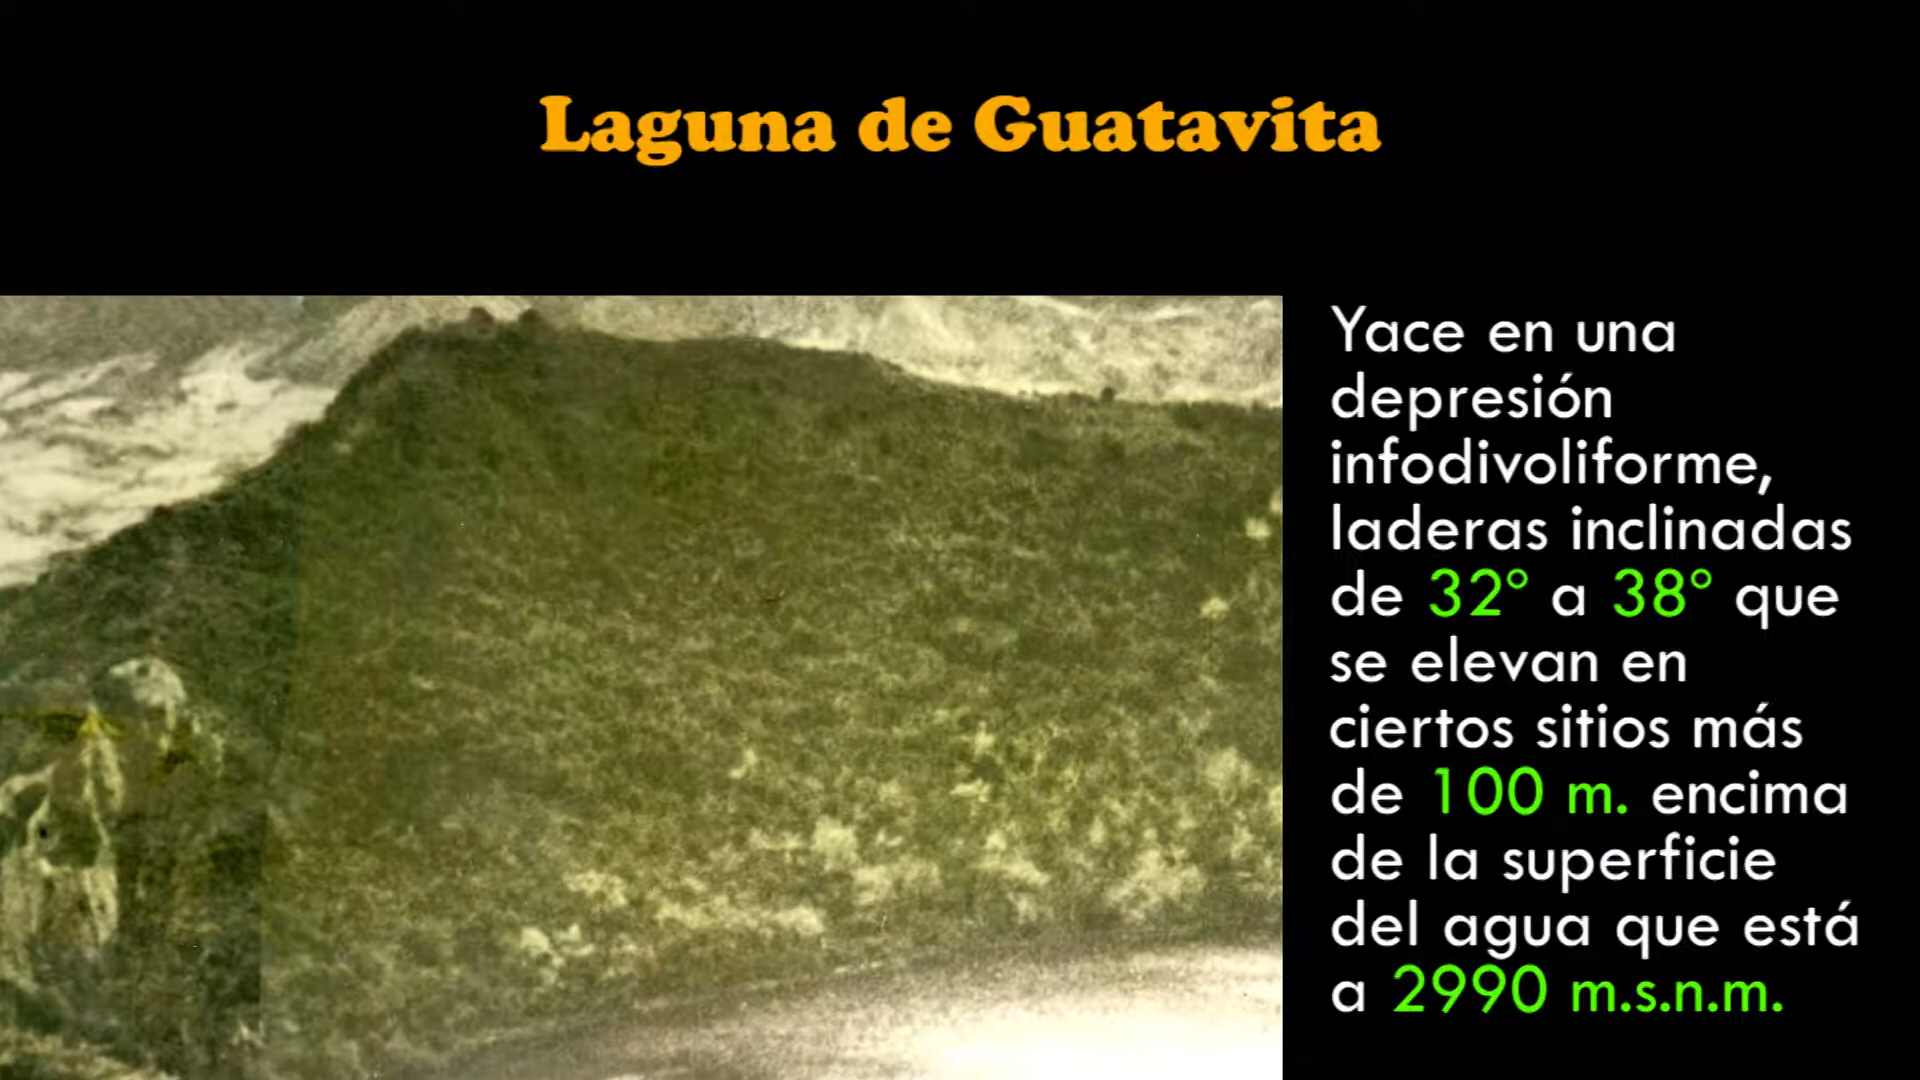 Laguna de Guatavita
Yace en una
depresión
infodivoliforme,
laderas inclinadas
de 32° a 38° que
se elevan en
ciertos sitios más
de 100 m. encima
de la superficie
del agua que está
a 2990 m.s.n.m.